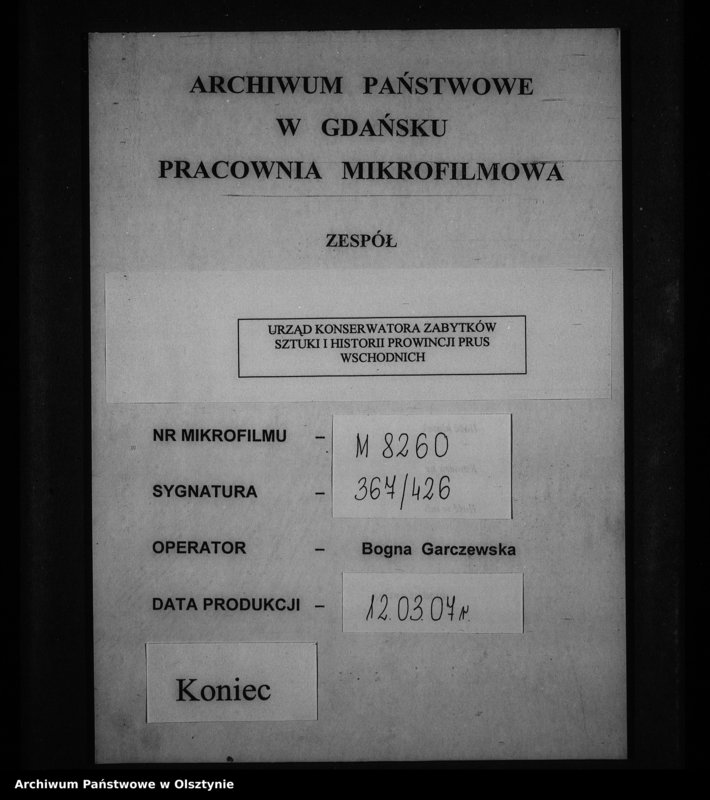 ARCHIWUM PAŃSTWOWE
W GDAŃSKU
PRACOWNIA MIKROFILMOWA
ZESPÓŁ
URZĄD KONSERWATORA ZABYTKÓW
SZTUKI I HISTORII PROWINCJI PRUS
WSCHODNICH
NR MIKROFILMU – M 8260
SYGNATURA – 367/426
OPERATOR – Bogna Garczewska
DATA PRODUKCJI – 12.03.07 r.
Koniec
Archiwum Państwowe w Olsztynie